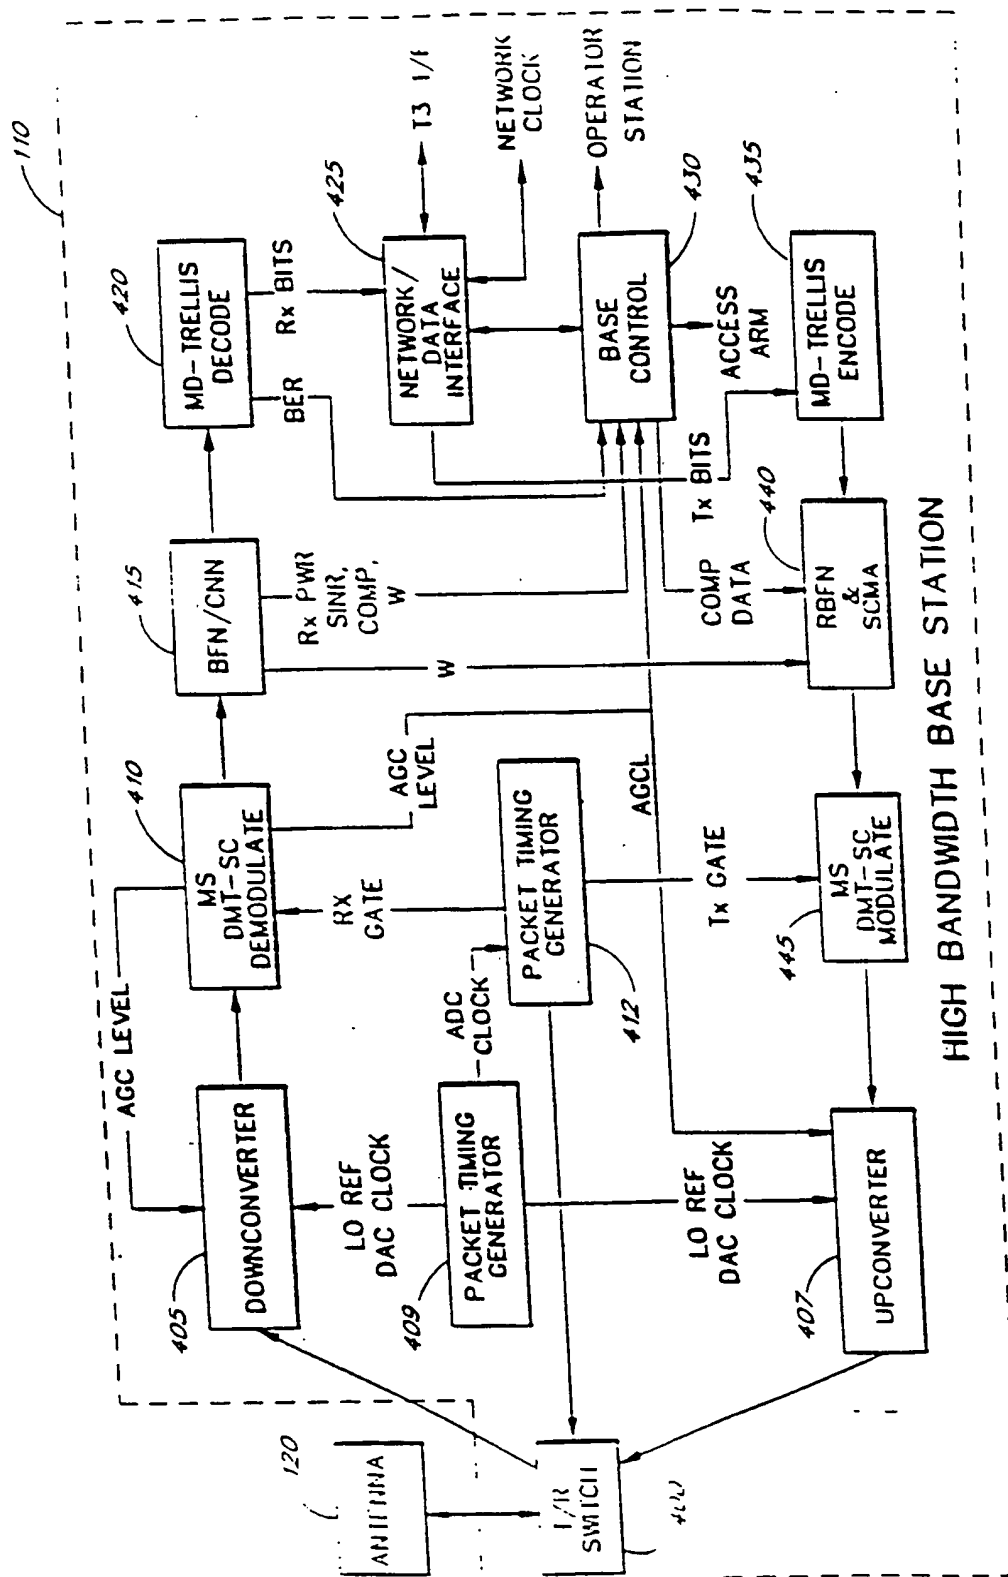 110
120
ANTENNA
T/R
SWITCH
400
AGC LEVEL
405
DOWNCONVERTER
410
MS
DMT-SC
DEMODULATE
415
BFN/CNN
420
MD-TRELLIS
DECODE
BER
Rx BITS
425
NETWORK/
DATA
INTERFACE
T3 I/F
NETWORK
CLOCK
LO REF
DAC CLOCK
409
PACKET TIMING
GENERATOR
ADC
CLOCK
RX
GATE
AGC
LEVEL
PACKET TIMING
GENERATOR
412
Rx PWR
SINR,
COMP,
W
W
BASE
CONTROL
430
OPERATOR
STATION
ACCESS
ARM
LO REF
DAC CLOCK
AGCL
Tx GATE
COMP
DATA
Tx BITS
407
UPCONVERTER
445
MS
DMT-SC
MODULATE
440
RBFN
&
SCMA
435
MD-TRELLIS
ENCODE
HIGH BANDWIDTH BASE STATION